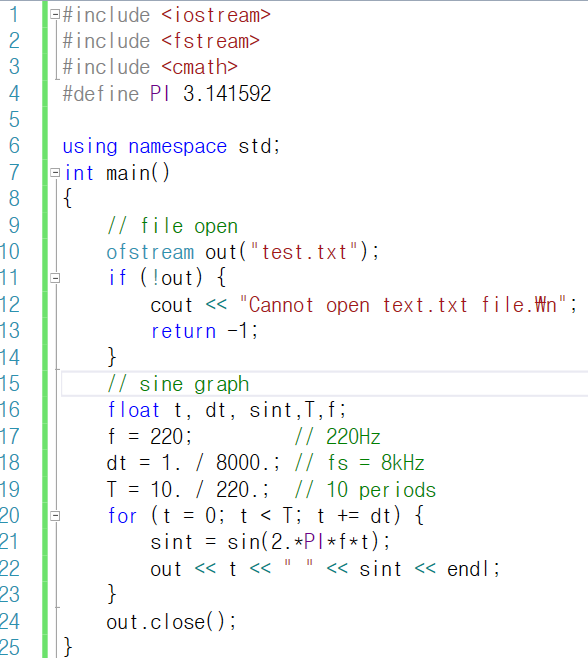 1 #include <iostream>
2 #include <fstream>
3 #include <cmath>
4 #define PI 3.141592
5
6 using namespace std;
7 int main()
8 {
9 // file open
10 ofstream out("test.txt");
11 if (!out) {
12 cout << "Cannot open text.txt file.₩n";
13 return -1;
14 }
15 // sine graph
16 float t, dt, sint,T,f;
17 f = 220; // 220Hz
18 dt = 1. / 8000.; // fs = 8kHz
19 T = 10. / 220.; // 10 periods
20 for (t = 0; t < T; t += dt) {
21 sint = sin(2.*PI*f*t);
22 out << t << " " << sint << endl;
23 }
24 out.close();
25 }